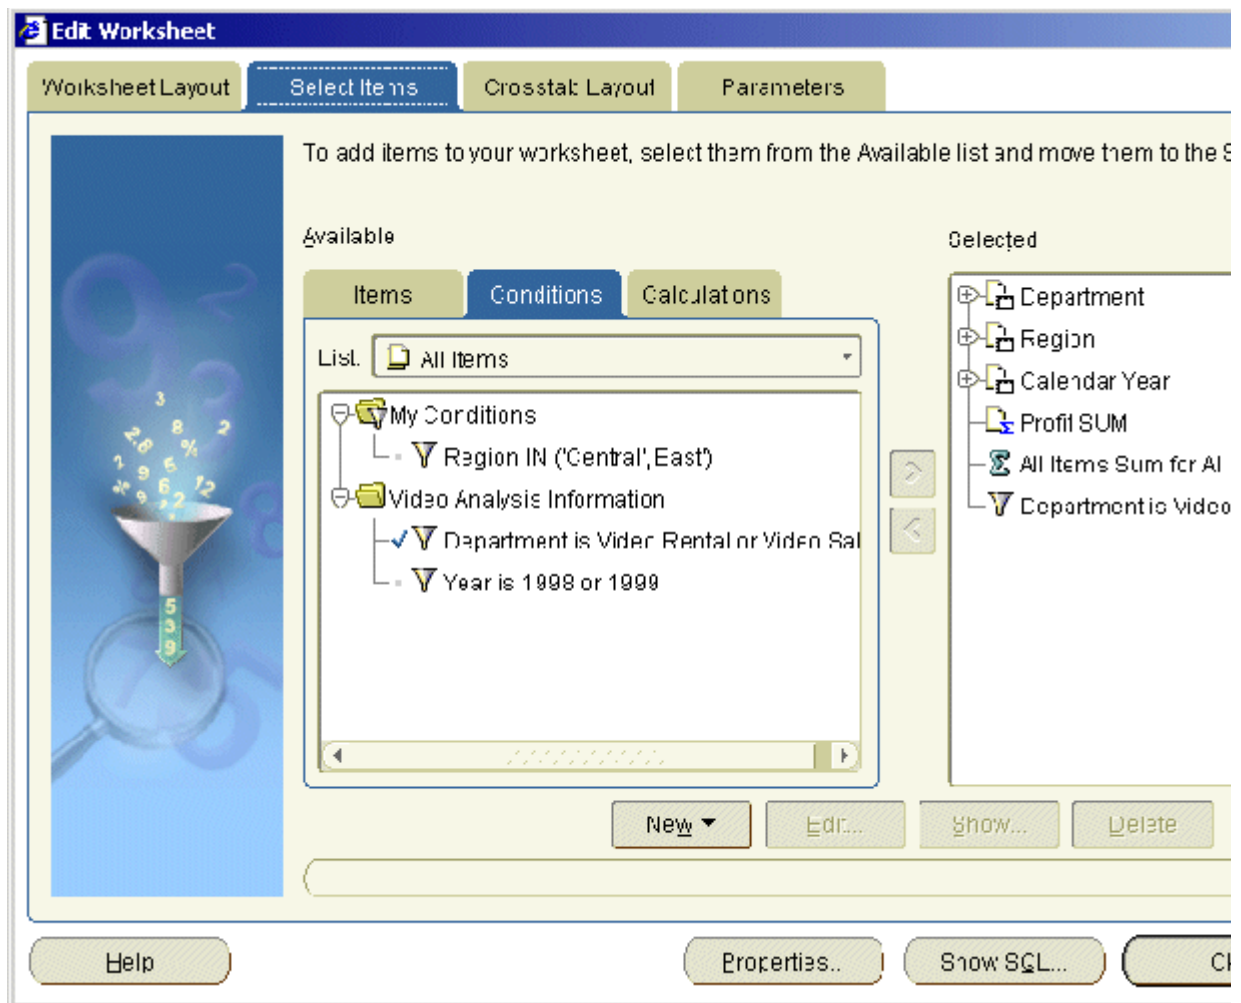 Edit Worksheet
Worksheet Layout
Select Items
Crosstab Layout
Parameters
To add items to your worksheet, select them from the Available list and move them to the S
Available
Selected
Items
Conditions
Calculations
List:
All Items
My Conditions
Region IN ('Central','East')
Video Analysis Information
Department is Video Rental or Video Sal
Year is 1998 or 1999
Department
Region
Calendar Year
Profit SUM
All Items Sum for Al
Department is Video
New
Edit...
Show...
Delete
Help
Properties..
Show SQL...